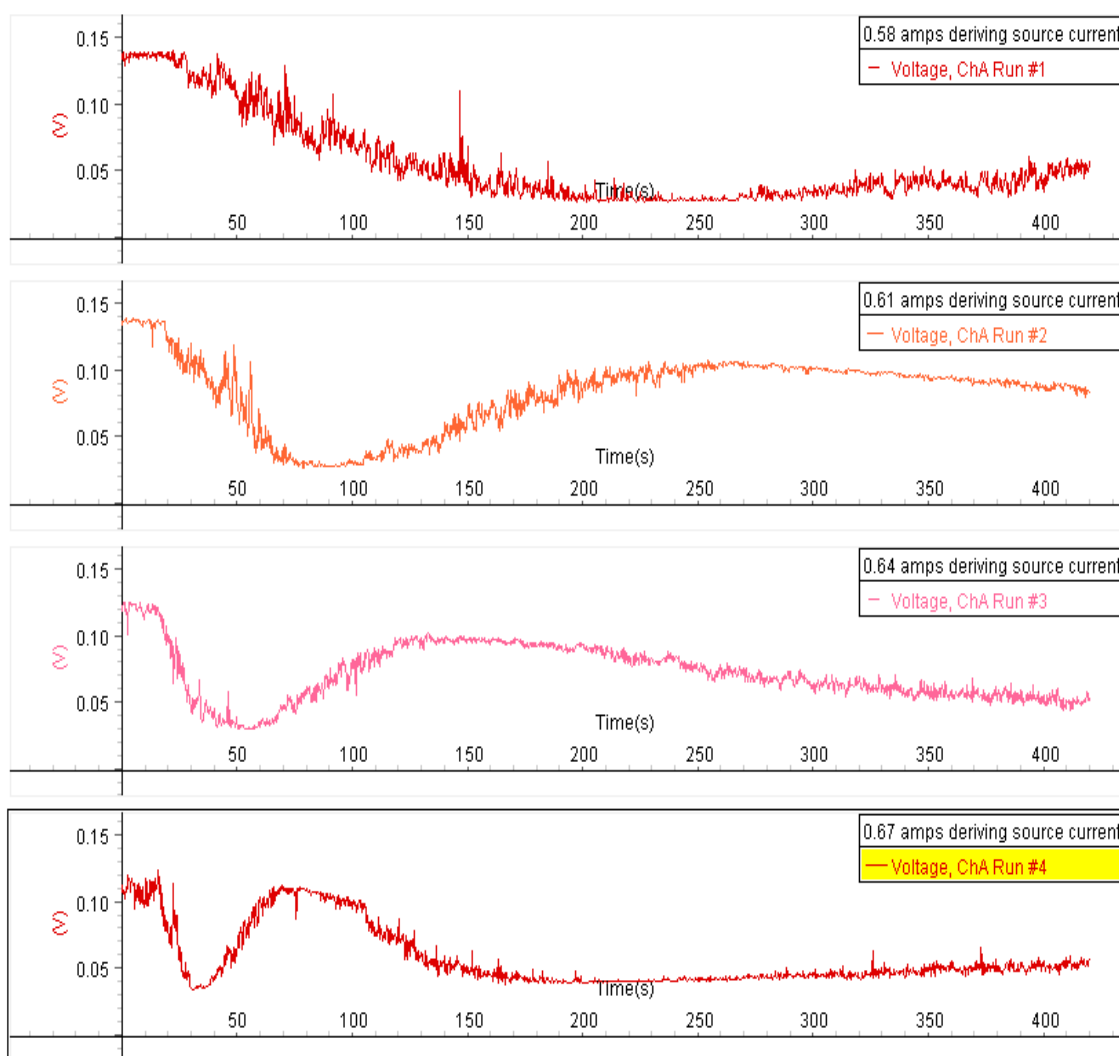 0.58 amps deriving source current
Voltage, ChA Run #1
0.15
0.10
0.05
(V)
Time(s)
50 100 150 200 250 300 350 400
0.61 amps deriving source current
Voltage, ChA Run #2
0.15
0.10
0.05
(V)
Time(s)
50 100 150 200 250 300 350 400
0.64 amps deriving source current
Voltage, ChA Run #3
0.15
0.10
0.05
(V)
Time(s)
50 100 150 200 250 300 350 400
0.67 amps deriving source current
Voltage, ChA Run #4
0.15
0.10
0.05
(V)
Time(s)
50 100 150 200 250 300 350 400